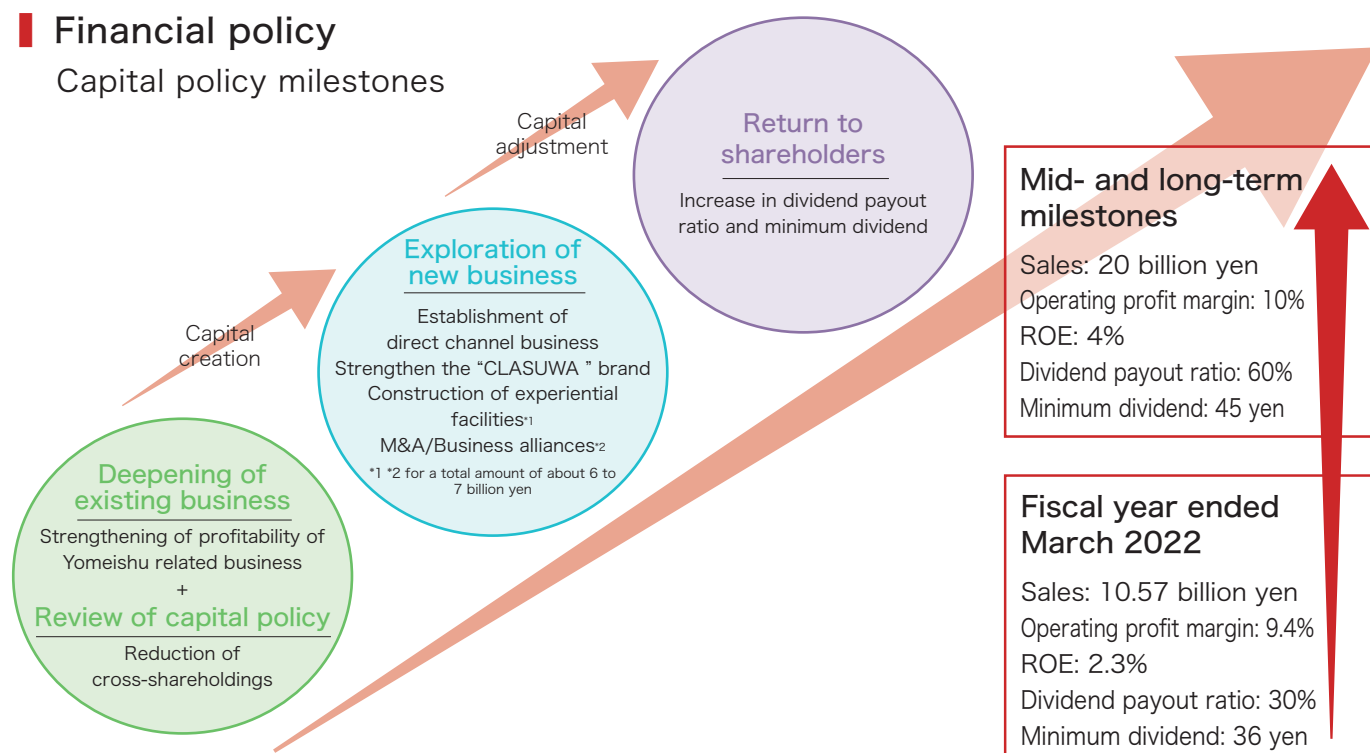 Financial policy
Capital policy milestones
Capital
adjustment
Return to
shareholders
Increase in dividend payout
ratio and minimum dividend
Capital
creation
Exploration of
new business
Establishment of
direct channel business
Strengthen the “CLASUWA ” brand
Construction of experiential
facilities*1
M&A/Business alliances*2
*1 *2 for a total amount of about 6 to
7 billion yen
Deepening of
existing business
Strengthening of profitability of
Yomeishu related business
+
Review of capital policy
Reduction of
cross-shareholdings
Mid- and long-term
milestones
Sales: 20 billion yen
Operating profit margin: 10%
ROE: 4%
Dividend payout ratio: 60%
Minimum dividend: 45 yen
Fiscal year ended
March 2022
Sales: 10.57 billion yen
Operating profit margin: 9.4%
ROE: 2.3%
Dividend payout ratio: 30%
Minimum dividend: 36 yen